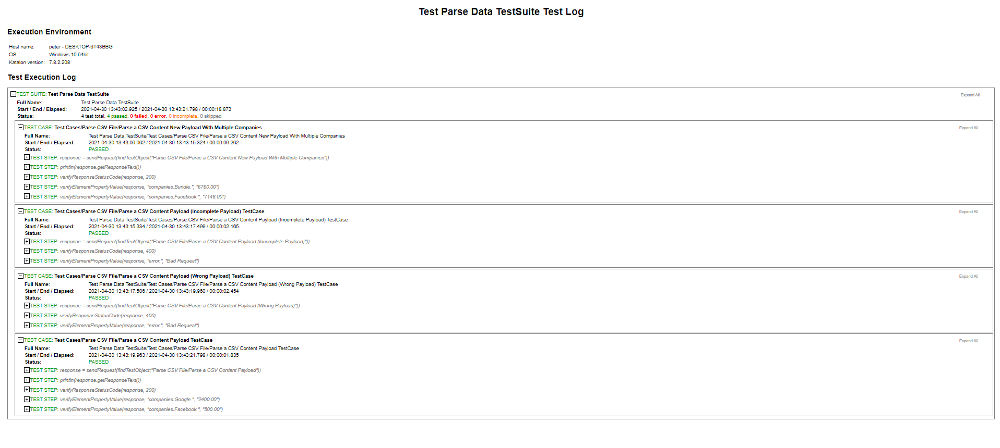 Test Parse Data TestSuite Test Log
Execution Environment
Host name: peter - DESKTOP-6T43BBG
OS: Windows 10 64bit
Katalon version: 7.8.2.208
Test Execution Log
TEST SUITE: Test Parse Data TestSuite Expand All
Full Name: Test Parse Data TestSuite
Start / End / Elapsed: 2021-04-30 13:43:02.925 / 2021-04-30 13:43:21.798 / 00:00:18.873
Status: 4 test total, 4 passed, 0 failed, 0 error, 0 incomplete, 0 skipped
TEST CASE: Test Cases/Parse CSV File/Parse a CSV Content New Payload With Multiple Companies Expand All
Full Name: Test Parse Data TestSuite/Test Cases/Parse CSV File/Parse a CSV Content New Payload With Multiple Companies
Start / End / Elapsed: 2021-04-30 13:43:06.062 / 2021-04-30 13:43:15.324 / 00:00:09.262
Status: PASSED
TEST STEP: response = sendRequest(findTestObject("Parse CSV File/Parse a CSV Content New Payload With Multiple Companies"))
TEST STEP: println(response.getResponseText())
TEST STEP: verifyResponseStatusCode(response, 200)
TEST STEP: verifyElementPropertyValue(response, "companies.Bundle.", "6760.00")
TEST STEP: verifyElementPropertyValue(response, "companies.Facebook.", "7146.00")
TEST CASE: Test Cases/Parse CSV File/Parse a CSV Content Payload (Incomplete Payload) TestCase Expand All
Full Name: Test Parse Data TestSuite/Test Cases/Parse CSV File/Parse a CSV Content Payload (Incomplete Payload) TestCase
Start / End / Elapsed: 2021-04-30 13:43:15.334 / 2021-04-30 13:43:17.499 / 00:00:02.165
Status: PASSED
TEST STEP: response = sendRequest(findTestObject("Parse CSV File/Parse a CSV Content Payload (Incomplete Payload)"))
TEST STEP: verifyResponseStatusCode(response, 400)
TEST STEP: verifyElementPropertyValue(response, "error.", "Bad Request")
TEST CASE: Test Cases/Parse CSV File/Parse a CSV Content Payload (Wrong Payload) TestCase Expand All
Full Name: Test Parse Data TestSuite/Test Cases/Parse CSV File/Parse a CSV Content Payload (Wrong Payload) TestCase
Start / End / Elapsed: 2021-04-30 13:43:17.506 / 2021-04-30 13:43:19.960 / 00:00:02.454
Status: PASSED
TEST STEP: response = sendRequest(findTestObject("Parse CSV File/Parse a CSV Content Payload (Wrong Payload)"))
TEST STEP: verifyResponseStatusCode(response, 400)
TEST STEP: verifyElementPropertyValue(response, "error.", "Bad Request")
TEST CASE: Test Cases/Parse CSV File/Parse a CSV Content Payload TestCase Expand All
Full Name: Test Parse Data TestSuite/Test Cases/Parse CSV File/Parse a CSV Content Payload TestCase
Start / End / Elapsed: 2021-04-30 13:43:19.963 / 2021-04-30 13:43:21.798 / 00:00:01.835
Status: PASSED
TEST STEP: response = sendRequest(findTestObject("Parse CSV File/Parse a CSV Content Payload"))
TEST STEP: println(response.getResponseText())
TEST STEP: verifyResponseStatusCode(response, 200)
TEST STEP: verifyElementPropertyValue(response, "companies.Google.", "2400.00")
TEST STEP: verifyElementPropertyValue(response, "companies.Facebook.", "500.00")